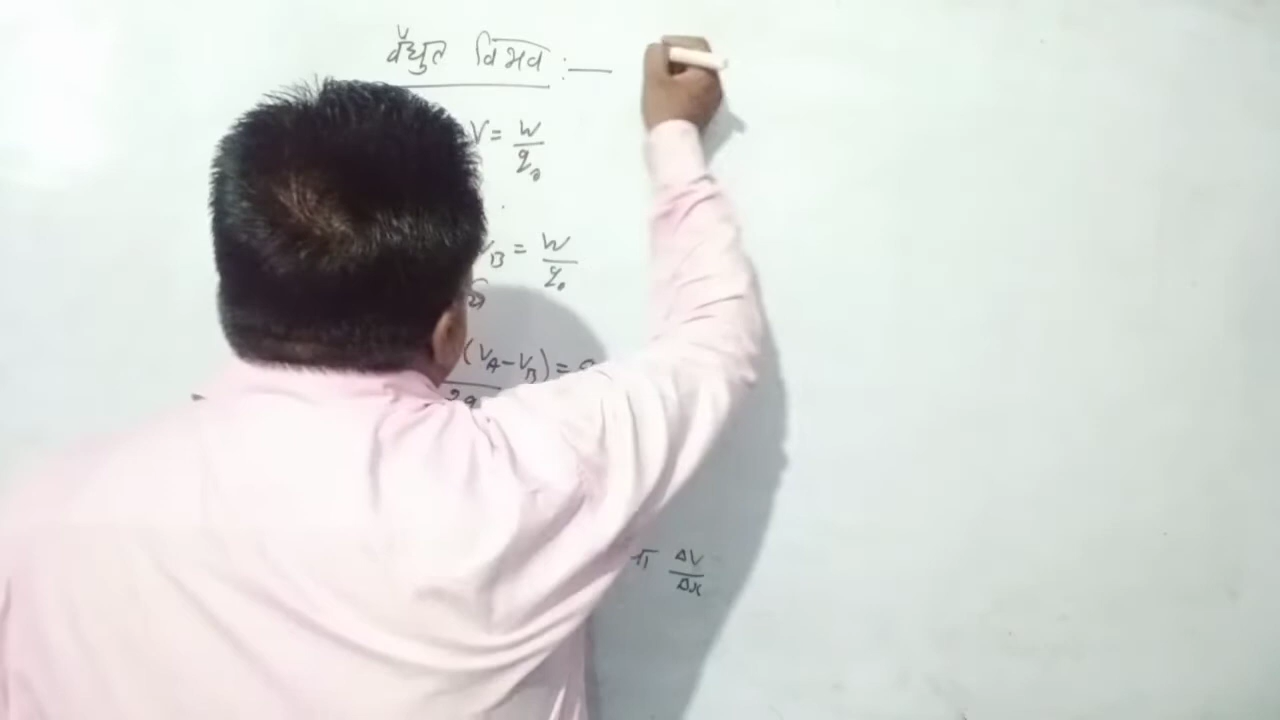 वैद्युत विभव :—
V = W/q₀
V_B = W/q₀
(V_A - V_B) =
ΔV/Δx